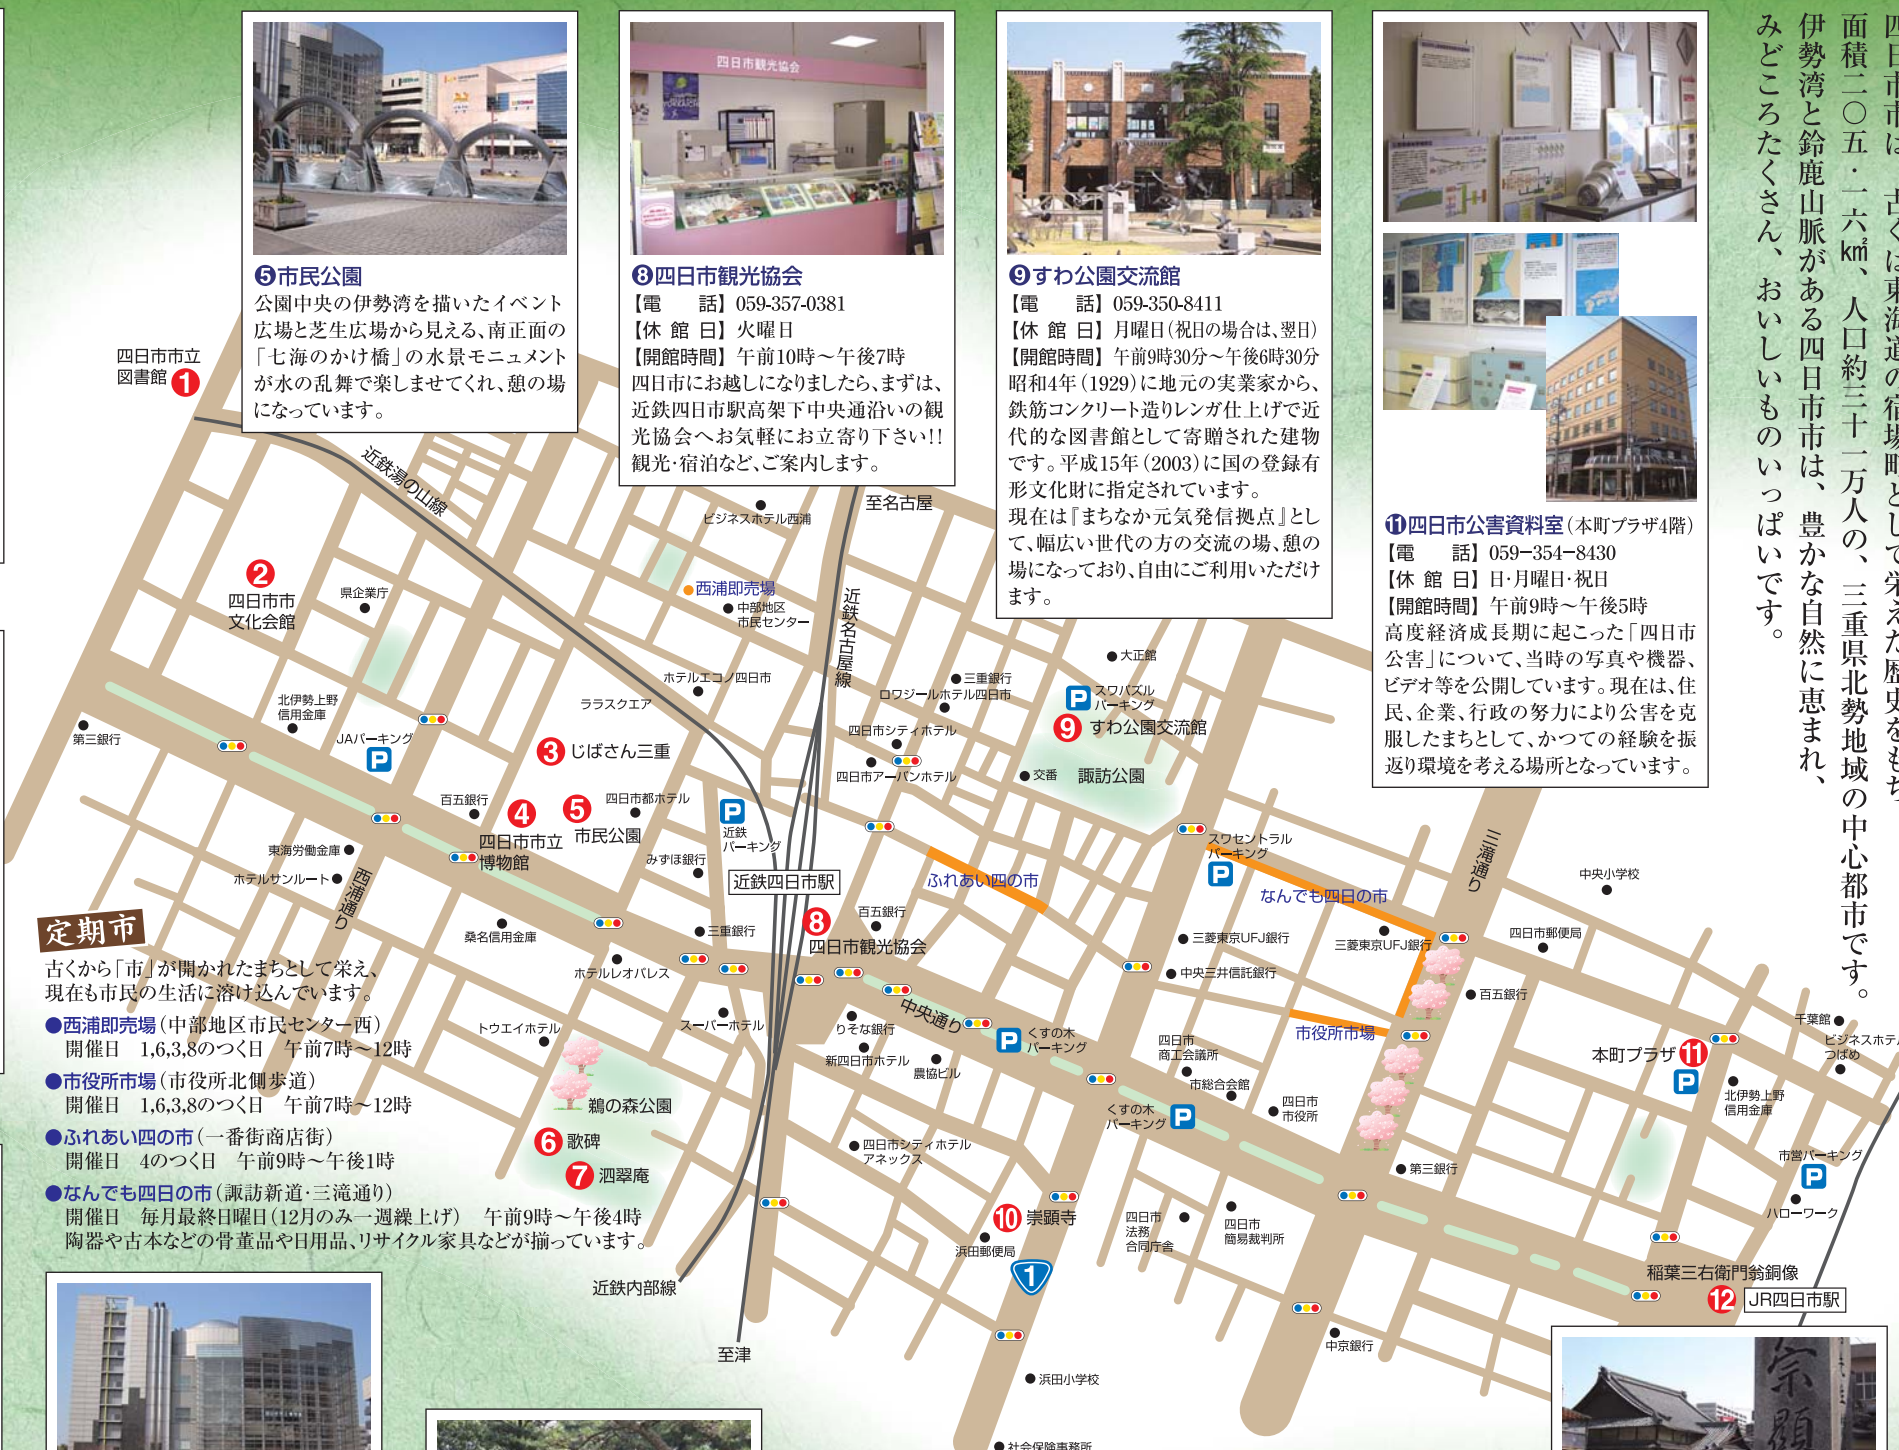 四日市市は、古くは東海道の宿場町として栄えた歴史をもち
面積二〇五・一六㎢、人口約三十一万人の、三重県北勢地域の中心都市です。
伊勢湾と鈴鹿山脈がある四日市市は、豊かな自然に恵まれ、
みどころたくさん、おいしいものいっぱいです。
❺市民公園
公園中央の伊勢湾を描いたイベント
広場と芝生広場から見える、南正面の
「七海のかけ橋」の水景モニュメント
が水の乱舞で楽しませてくれ、憩の場
になっています。
四日市観光協会
❽四日市観光協会
【電　話】 059-357-0381
【休 館 日】 火曜日
【開館時間】 午前10時～午後7時
四日市にお越しになりましたら、まずは、
近鉄四日市駅高架下中央通沿いの観
光協会へお気軽にお立寄り下さい!!
観光・宿泊など、ご案内します。
❾すわ公園交流館
【電　話】 059-350-8411
【休 館 日】 月曜日(祝日の場合は、翌日)
【開館時間】 午前9時30分～午後6時30分
昭和4年(1929)に地元の実業家から、
鉄筋コンクリート造りレンガ仕上げで近
代的な図書館として寄贈された建物
です。平成15年(2003)に国の登録有
形文化財に指定されています。
現在は『まちなか元気発信拠点』とし
て、幅広い世代の方の交流の場、憩の
場になっており、自由にご利用いただけ
ます。
⓫四日市公害資料室(本町プラザ4階)
【電　話】 059－354－8430
【休 館 日】 日・月曜日・祝日
【開館時間】 午前9時～午後5時
高度経済成長期に起こった「四日市
公害」について、当時の写真や機器、
ビデオ等を公開しています。現在は、住
民、企業、行政の努力により公害を克
服したまちとして、かつての経験を振
返り環境を考える場所となっています。
四日市市立
図書館 ❶
近鉄湯の山線
ビジネスホテル西浦
至名古屋
❷
四日市市
文化会館
県企業庁
西浦即売場
中部地区
市民センター
近鉄名古屋線
大正館
ホテルエコノ四日市
ララスクエア
三重銀行
ロワジールホテル四日市
P
スワパズル
パーキング
❾ すわ公園交流館
北伊勢上野
信用金庫
第三銀行
JAパーキング
P
❸ じばさん三重
四日市シティホテル
四日市アーバンホテル
交番
諏訪公園
百五銀行
❹
四日市市立
博物館
❺
市民公園
四日市都ホテル
P
近鉄
パーキング
スワセントラル
パーキング
P
三滝通り
東海労働金庫
ホテルサンルート
西浦通り
みずほ銀行
近鉄四日市駅
ふれあい四の市
なんでも四日の市
中央小学校
桑名信用金庫
三重銀行
❽
四日市観光協会
百五銀行
三菱東京UFJ銀行
三菱東京UFJ銀行
四日市郵便局
ホテルレオパレス
中央三井信託銀行
百五銀行
定期市
古くから「市」が開かれたまちとして栄え、
現在も市民の生活に溶け込んでいます。
●西浦即売場(中部地区市民センター西)
開催日　1,6,3,8のつく日　午前7時～12時
●市役所市場(市役所北側歩道)
開催日　1,6,3,8のつく日　午前7時～12時
●ふれあい四の市(一番街商店街)
開催日　4のつく日　午前9時～午後1時
●なんでも四日の市(諏訪新道・三滝通り)
開催日　毎月最終日曜日(12月のみ一週繰上げ)　午前9時～午後4時
陶器や古本などの骨董品や日用品、リサイクル家具などが揃っています。
トウエイホテル
スーパーホテル
りそな銀行
新四日市ホテル
農協ビル
中央通り
P
くすの木
パーキング
四日市
商工会議所
市役所市場
市総合会館
四日市
市役所
くすの木
パーキング
P
千葉館
ビジネスホテル
つばめ
本町プラザ ⓫
P
北伊勢上野
信用金庫
鵜の森公園
❻ 歌碑
❼ 泗翠庵
四日市シティホテル
アネックス
第三銀行
市営パーキング
P
ハローワーク
❿ 崇顕寺
浜田郵便局
1
四日市
法務
合同庁舎
四日市
簡易裁判所
稲葉三右衛門翁銅像
⓬
JR四日市駅
近鉄内部線
至津
中京銀行
浜田小学校
社会保険事務所
崇
顕